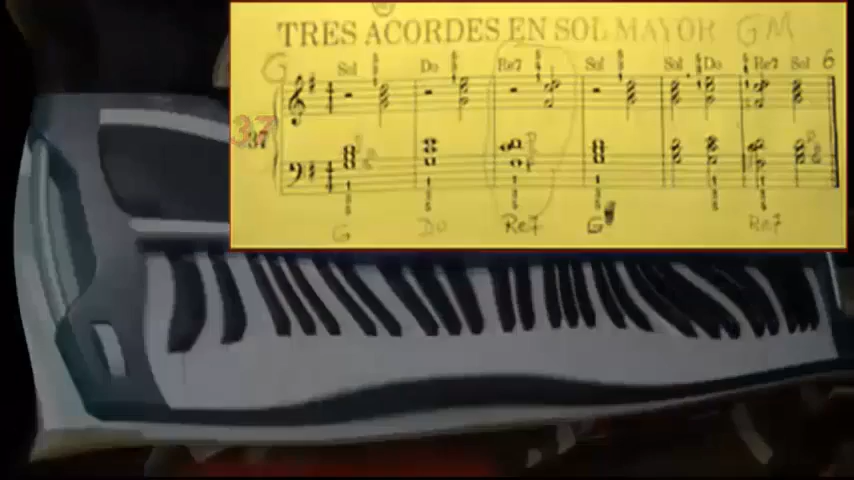 TRES ACORDES EN SOL MAYOR GM
G Sol Do Re7 Sol Sol Do Re7 Sol 6
37
G Do Re7 G Re7